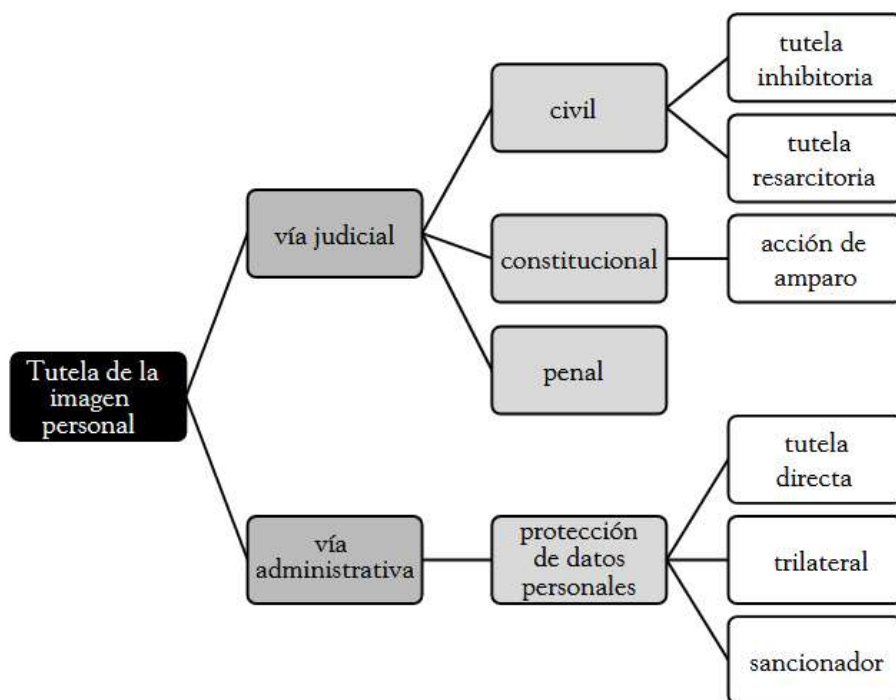 Tutela de la
imagen
personal
vía judicial
civil
tutela
inhibitoria
tutela
resarcitoria
constitucional
acción de
amparo
penal
vía
administrativa
protección
de datos
personales
tutela
directa
trilateral
sancionador